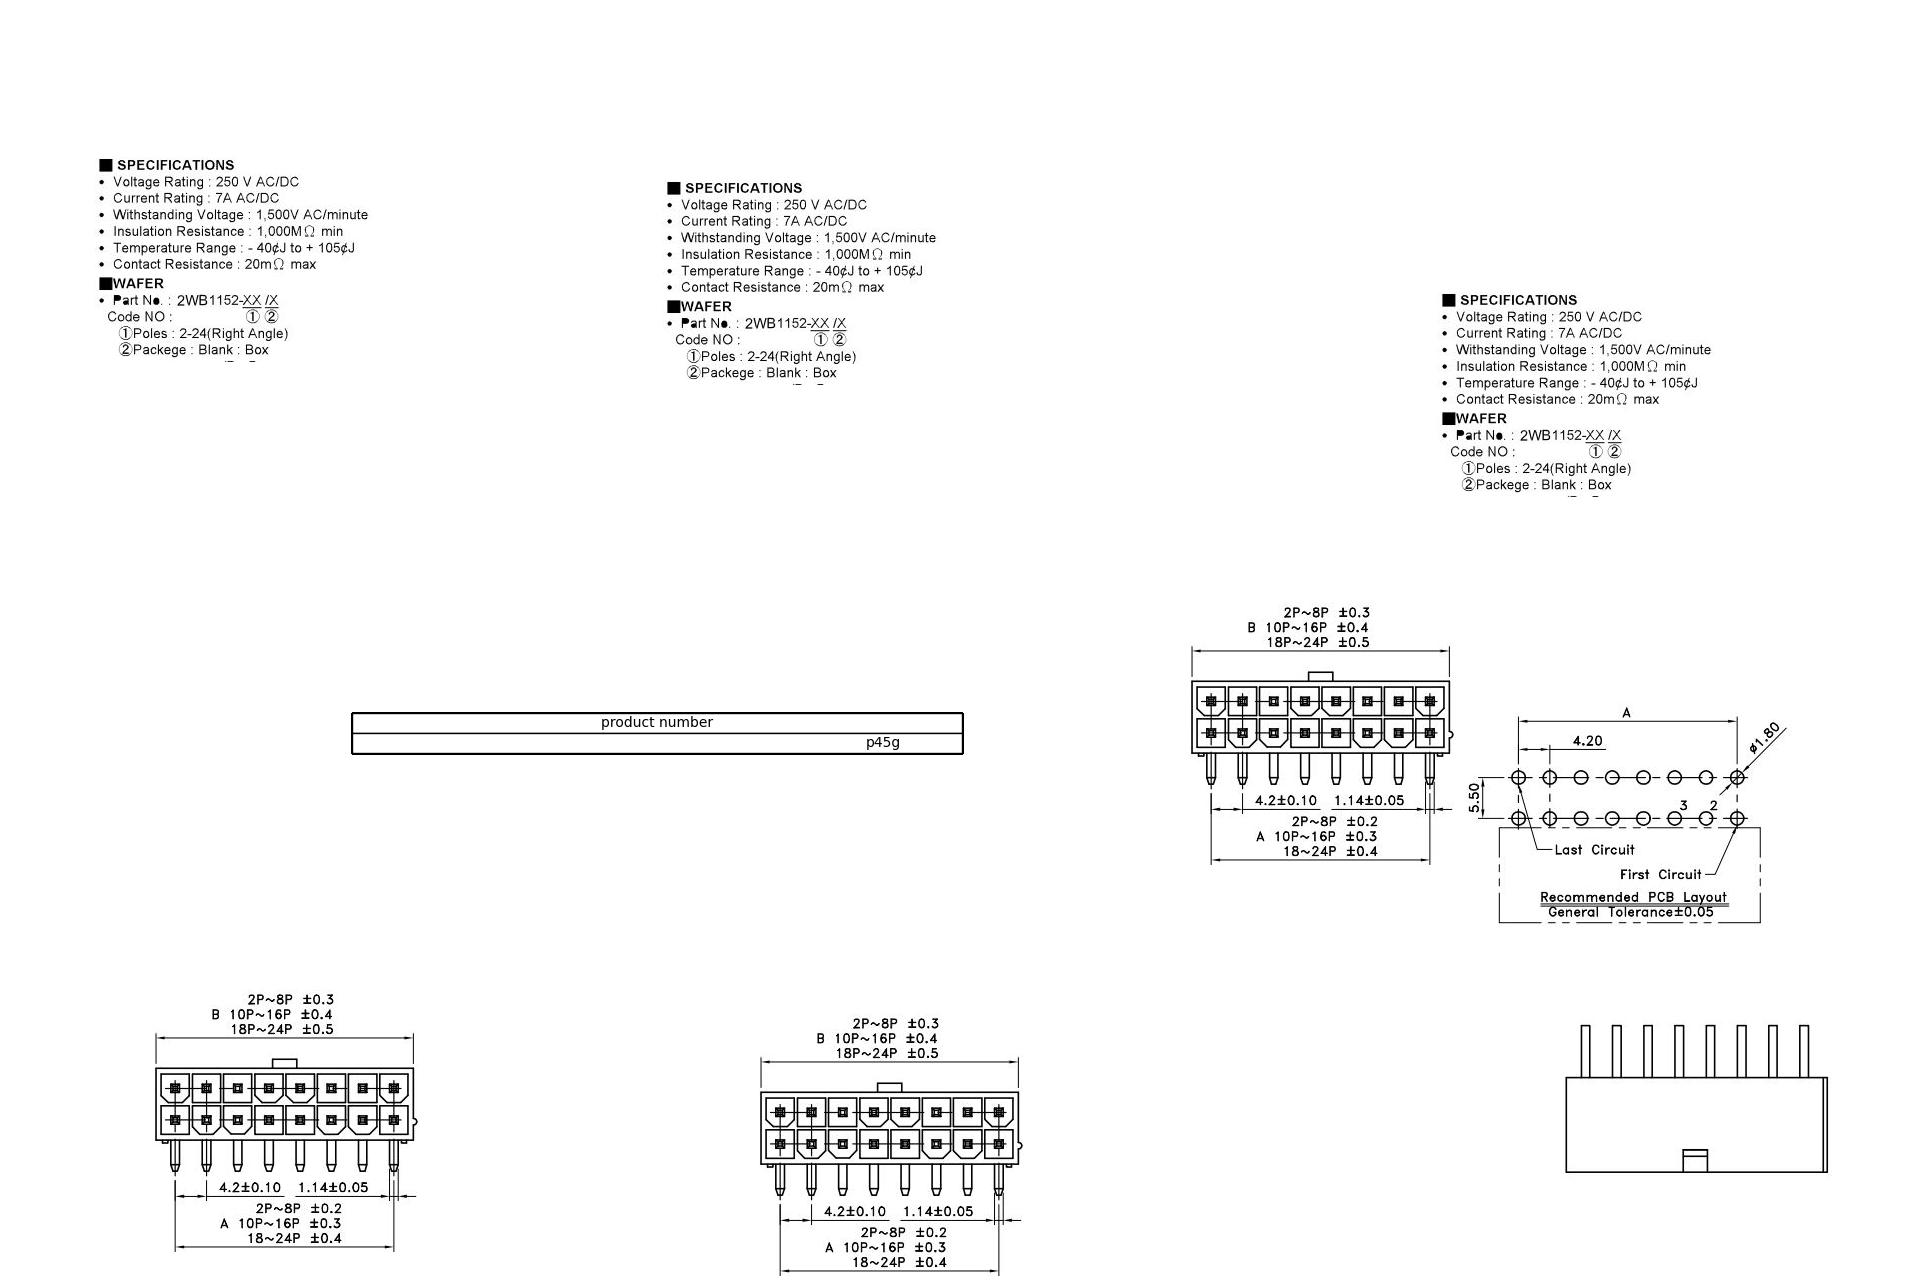 ■ SPECIFICATIONS
• Voltage Rating : 250 V AC/DC
• Current Rating : 7A AC/DC
• Withstanding Voltage : 1,500V AC/minute
• Insulation Resistance : 1,000MΩ min
• Temperature Range : - 40¢J to + 105¢J
• Contact Resistance : 20mΩ max
■WAFER
• Part No. : 2WB1152-XX /X
Code NO : ① ②
①Poles : 2-24(Right Angle)
②Packege : Blank : Box
■ SPECIFICATIONS
• Voltage Rating : 250 V AC/DC
• Current Rating : 7A AC/DC
• Withstanding Voltage : 1,500V AC/minute
• Insulation Resistance : 1,000MΩ min
• Temperature Range : - 40¢J to + 105¢J
• Contact Resistance : 20mΩ max
■WAFER
• Part No. : 2WB1152-XX /X
Code NO : ① ②
①Poles : 2-24(Right Angle)
②Packege : Blank : Box
■ SPECIFICATIONS
• Voltage Rating : 250 V AC/DC
• Current Rating : 7A AC/DC
• Withstanding Voltage : 1,500V AC/minute
• Insulation Resistance : 1,000MΩ min
• Temperature Range : - 40¢J to + 105¢J
• Contact Resistance : 20mΩ max
■WAFER
• Part No. : 2WB1152-XX /X
Code NO : ① ②
①Poles : 2-24(Right Angle)
②Packege : Blank : Box
product number
p45g
2P~8P ±0.3
B 10P~16P ±0.4
18P~24P ±0.5
4.2±0.10 1.14±0.05
2P~8P ±0.2
A 10P~16P ±0.3
18~24P ±0.4
A
4.20
ø1.80
5.50
3 2
Last Circuit
First Circuit
Recommended PCB Layout
General Tolerance±0.05
2P~8P ±0.3
B 10P~16P ±0.4
18P~24P ±0.5
4.2±0.10 1.14±0.05
2P~8P ±0.2
A 10P~16P ±0.3
18~24P ±0.4
2P~8P ±0.3
B 10P~16P ±0.4
18P~24P ±0.5
4.2±0.10 1.14±0.05
2P~8P ±0.2
A 10P~16P ±0.3
18~24P ±0.4